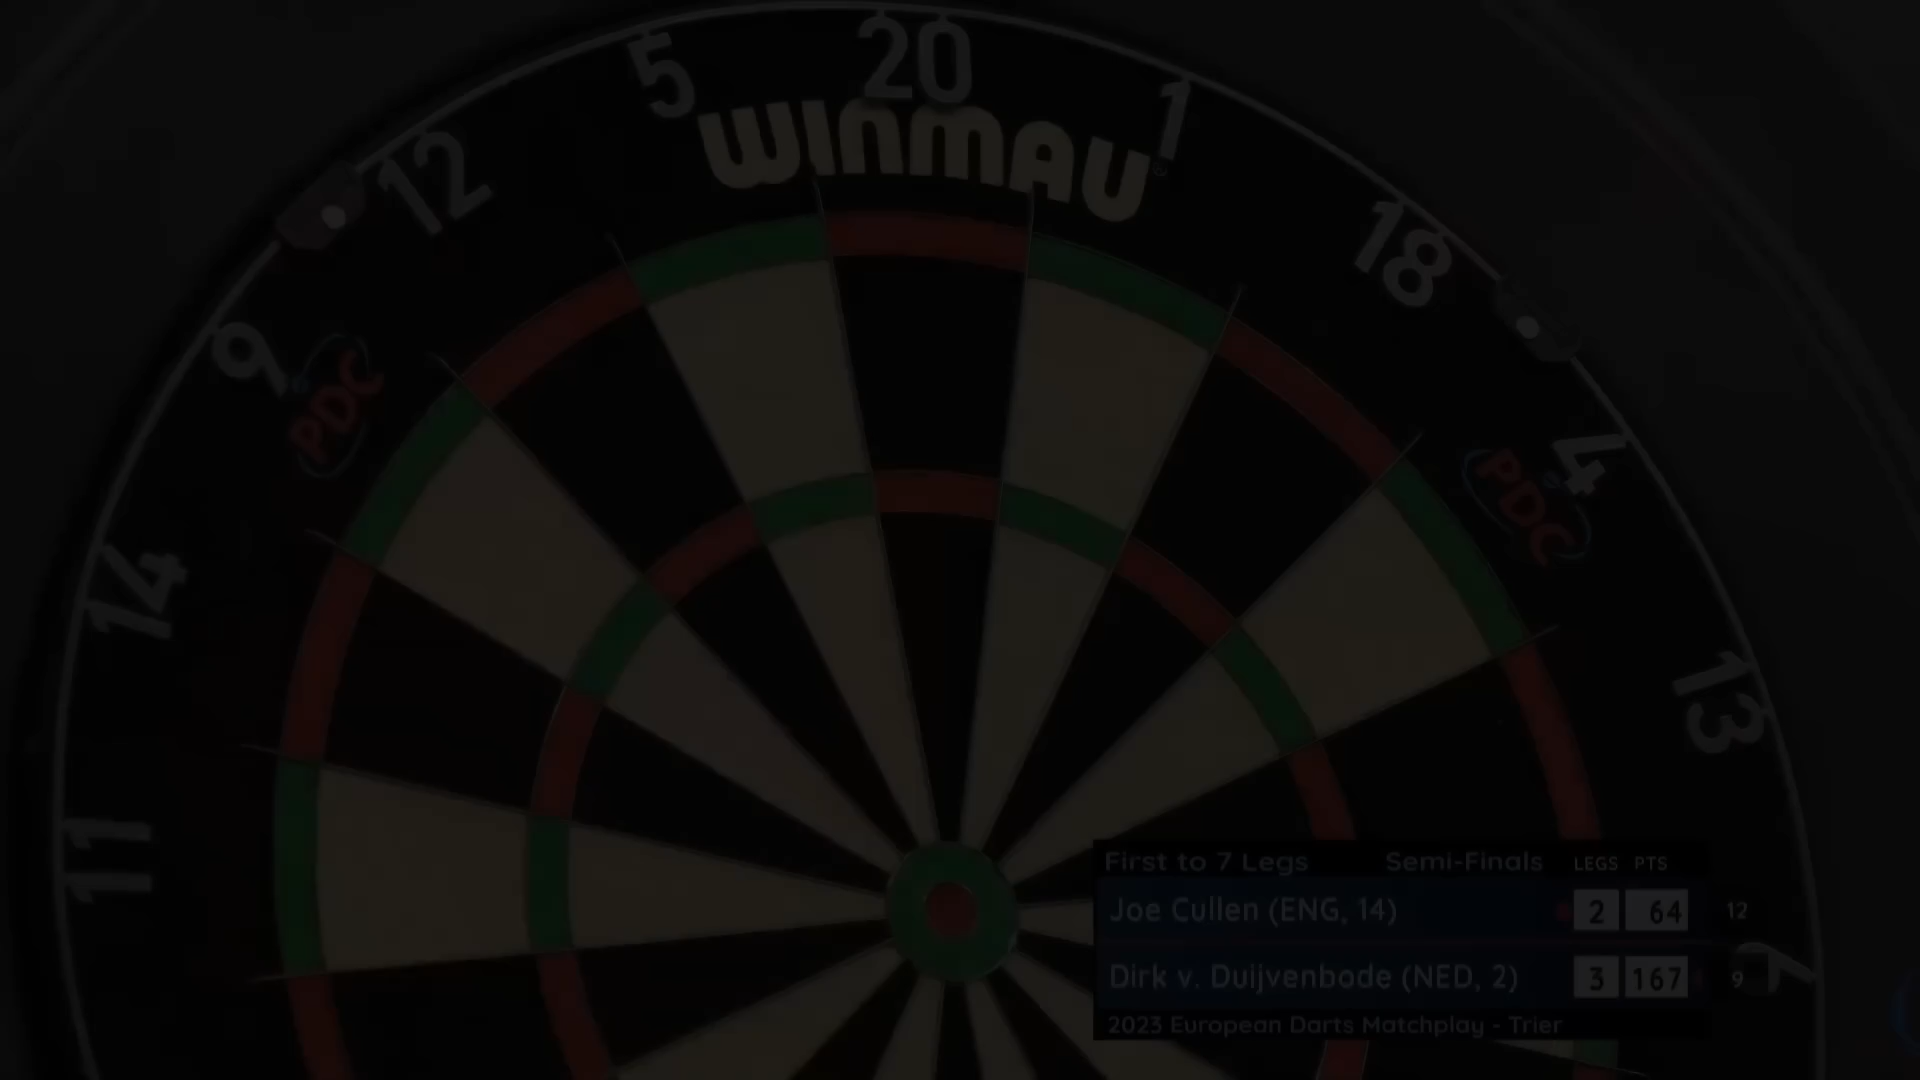 5 20 1
WINMAU
12 18
9 PDC 4
PDC
14 13
11
First to 7 Legs Semi-Finals LEGS PTS
Joe Cullen (ENG, 14) 2 64 12
Dirk v. Duijvenbode (NED, 2) 3 167 9
2023 European Darts Matchplay - Trier